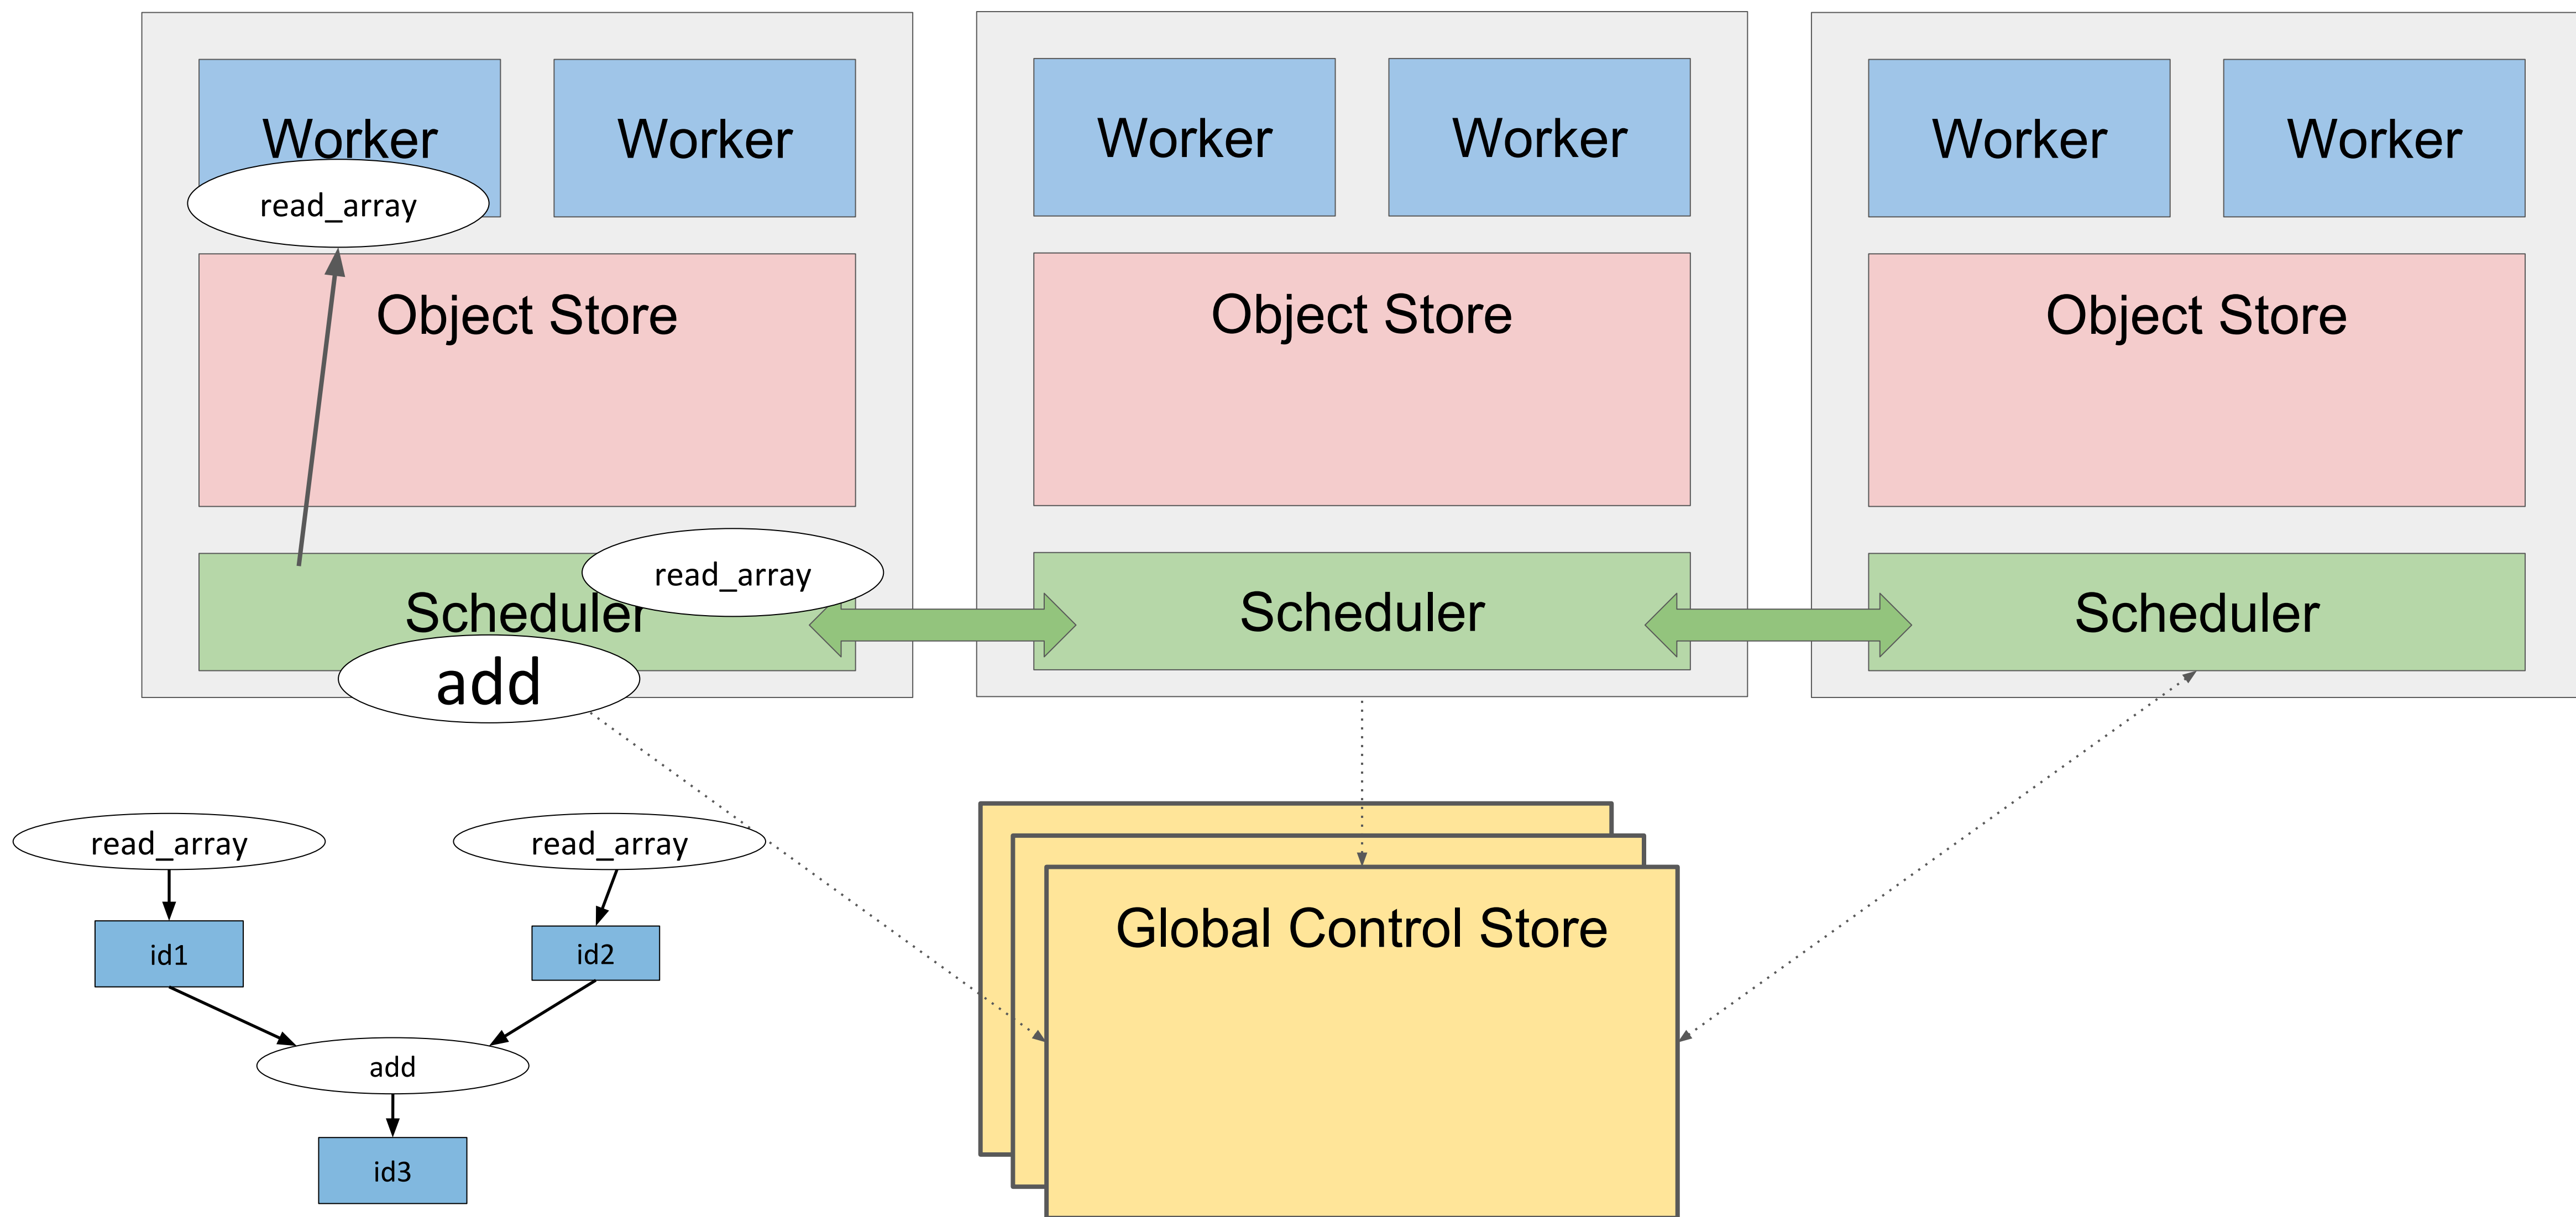 Worker
Worker
Worker
Worker
Worker
Worker
read_array
Object Store
Object Store
Object Store
read_array
Scheduler
Scheduler
Scheduler
add
read_array
read_array
Global Control Store
id1
id2
add
id3